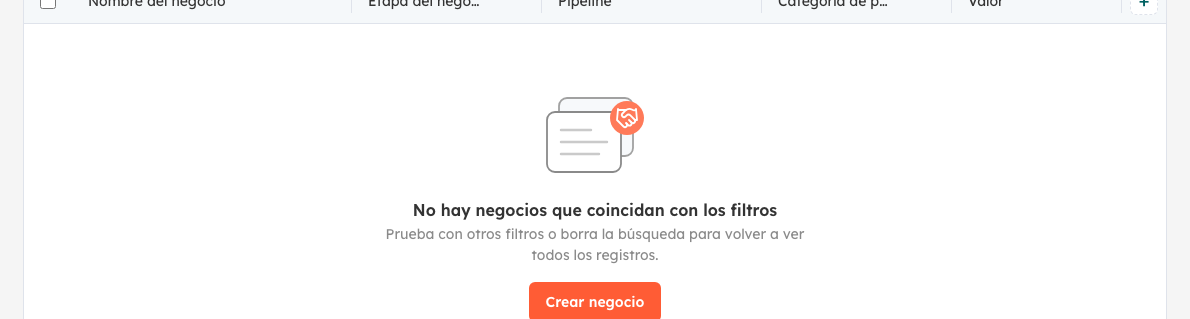 Nombre del negocio
Etapa del nego...
Pipeline
Categoría de p...
Valor
No hay negocios que coincidan con los filtros
Prueba con otros filtros o borra la búsqueda para volver a ver
todos los registros.
Crear negocio